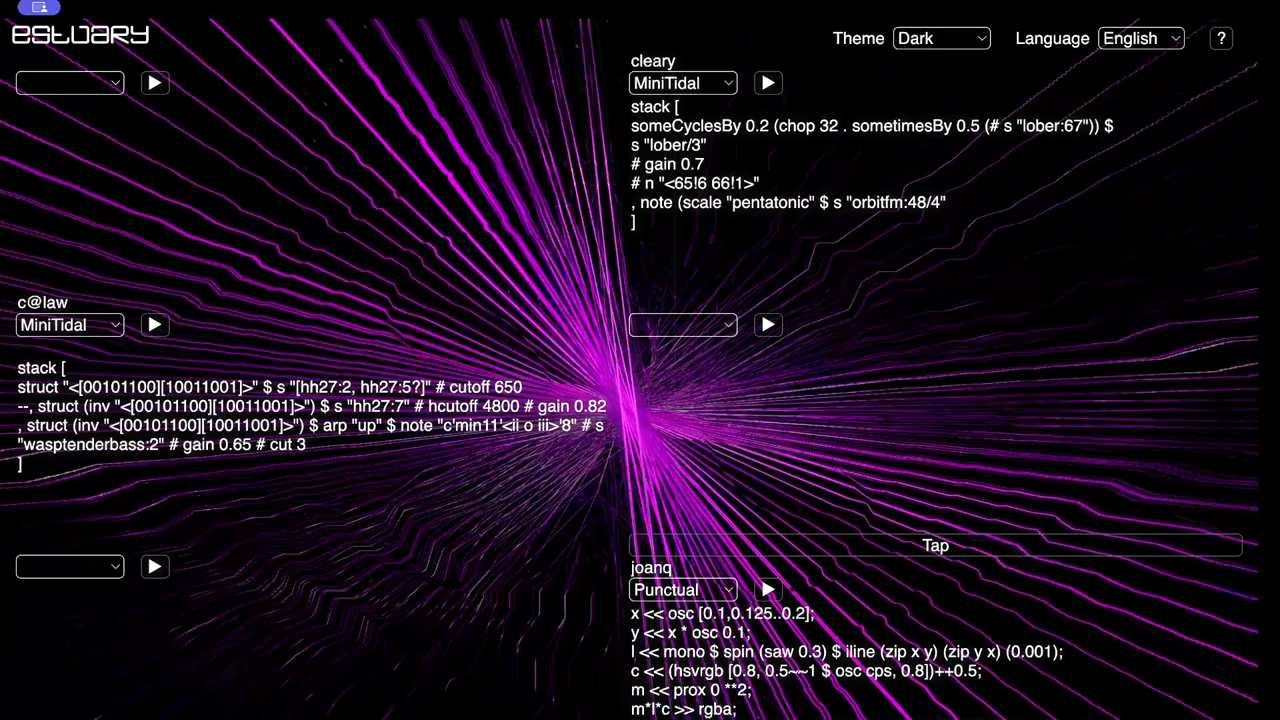 estuary
Theme Dark Language English ?
cleary
MiniTidal
stack [
someCyclesBy 0.2 (chop 32 . sometimesBy 0.5 (# s "lober:67")) $
s "lober/3"
# gain 0.7
# n "<65!6 66!1>"
, note (scale "pentatonic" $ s "orbitfm:48/4"
]
c@law
MiniTidal
stack [
struct "<[00101100][10011001]>" $ s "[hh27:2, hh27:5?]" # cutoff 650
--, struct (inv "<[00101100][10011001]>") $ s "hh27:7" # hcutoff 4800 # gain 0.82
, struct (inv "<[00101100][10011001]>") $ arp "up" $ note "c'min11'<ii o iii>'8" # s
"wasptenderbass:2" # gain 0.65 # cut 3
]
Tap
joanq
Punctual
x << osc [0.1,0.125..0.2];
y << x * osc 0.1;
l << mono $ spin (saw 0.3) $ iline (zip x y) (zip y x) (0.001);
c << (hsvrgb [0.8, 0.5~~1 $ osc cps, 0.8])++0.5;
m << prox 0 **2;
m*l*c >> rgba;